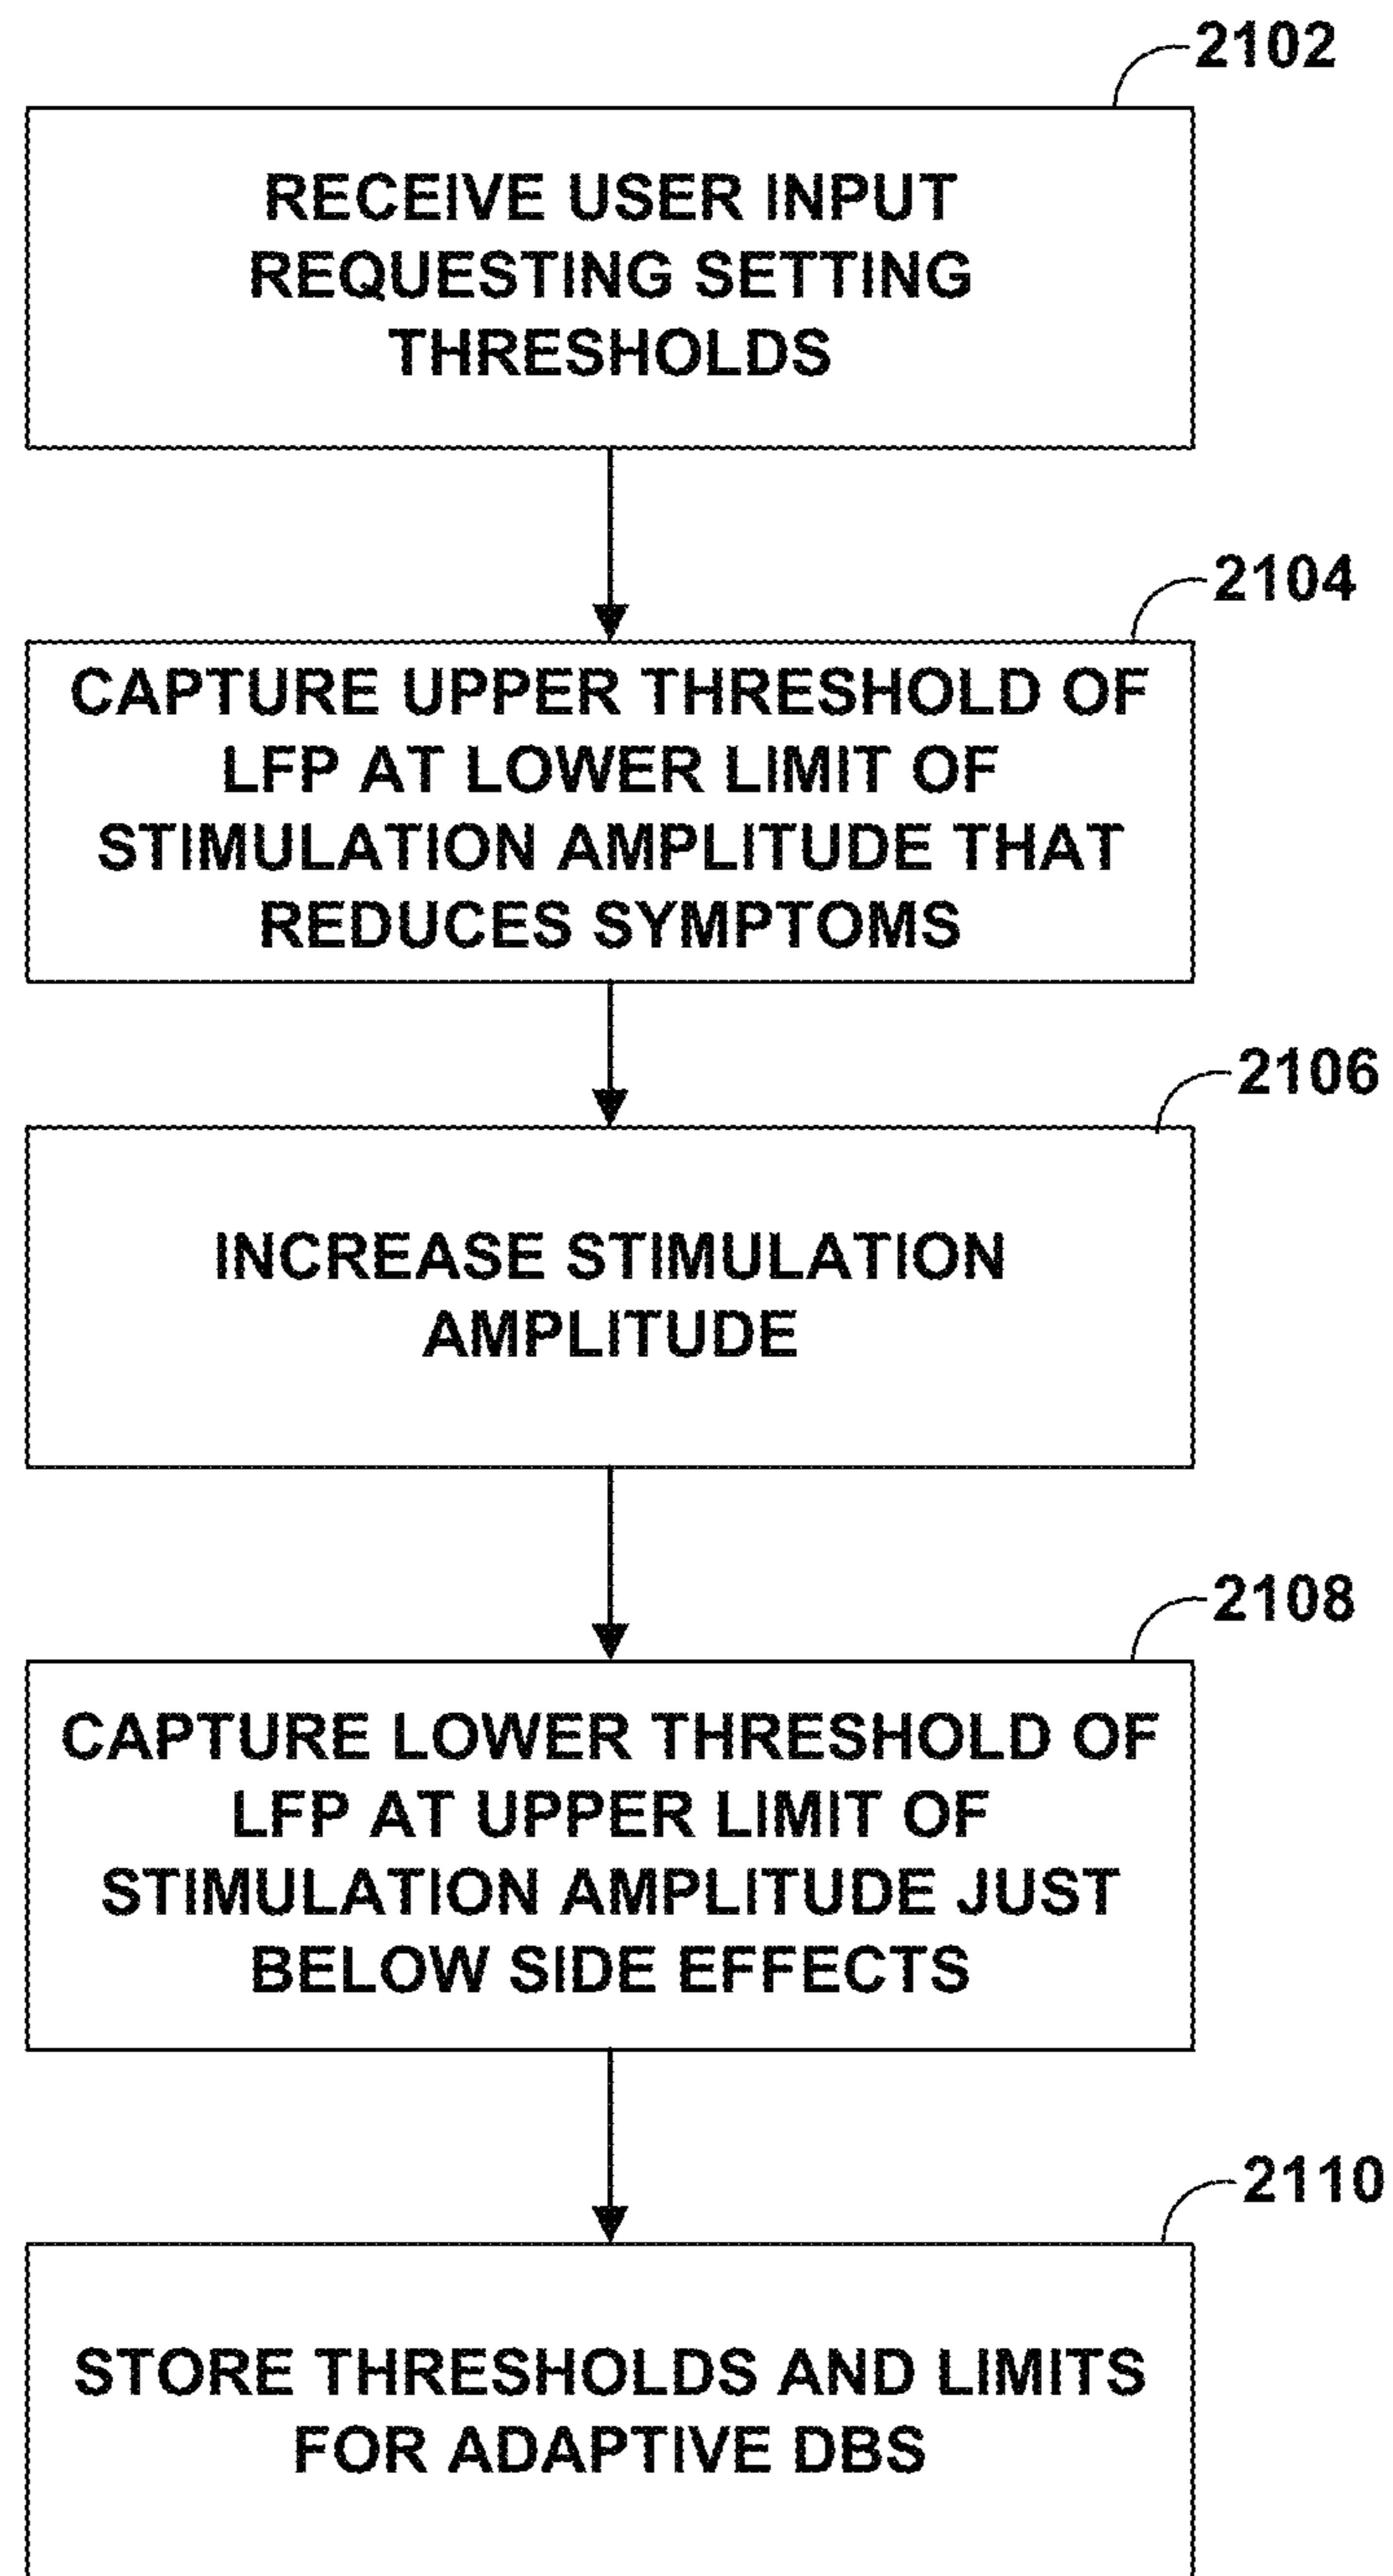 2102
RECEIVE USER INPUT
REQUESTING SETTING
THRESHOLDS
2104
CAPTURE UPPER THRESHOLD OF
LFP AT LOWER LIMIT OF
STIMULATION AMPLITUDE THAT
REDUCES SYMPTOMS
2106
INCREASE STIMULATION
AMPLITUDE
2108
CAPTURE LOWER THRESHOLD OF
LFP AT UPPER LIMIT OF
STIMULATION AMPLITUDE JUST
BELOW SIDE EFFECTS
2110
STORE THRESHOLDS AND LIMITS
FOR ADAPTIVE DBS